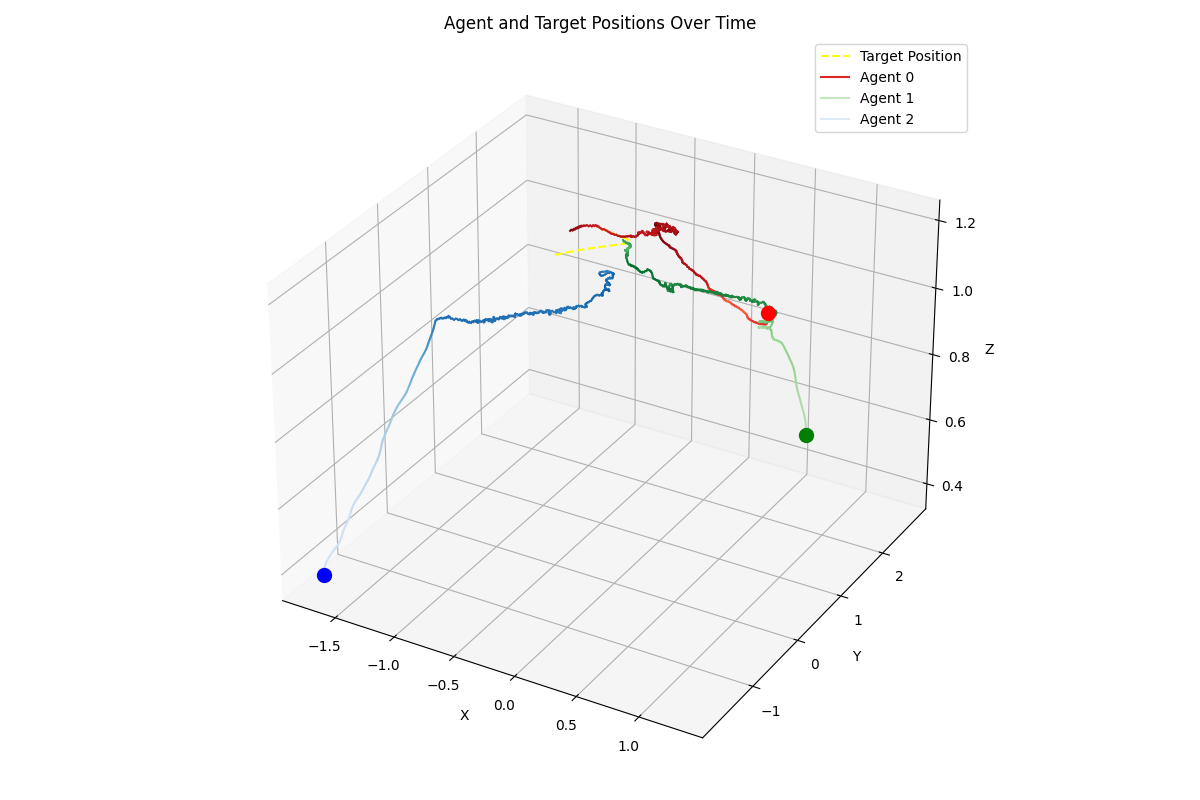 Agent and Target Positions Over Time
Target Position
Agent 0
Agent 1
Agent 2
1.2
1.0
Z
0.8
0.6
0.4
2
1
Y
0
−1
−1.5
−1.0
−0.5
X
0.0
0.5
1.0